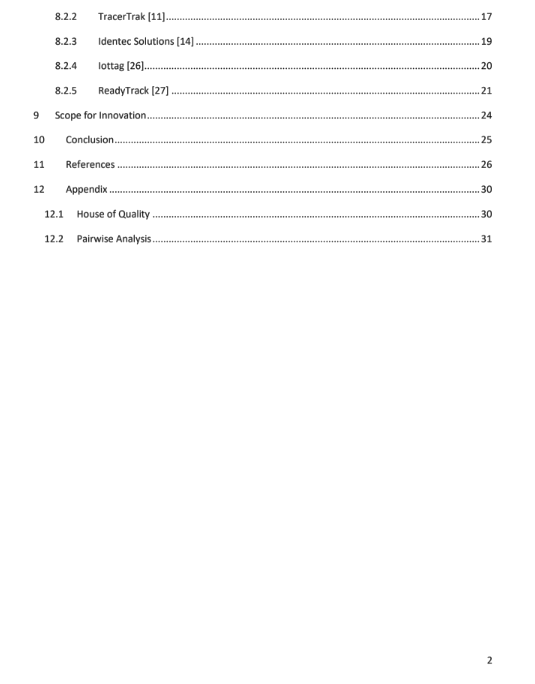 8.2.2 TracerTrak [11]........................................17
8.2.3 Identec Solutions [14]........................................19
8.2.4 Iottag [26]........................................20
8.2.5 ReadyTrack [27]........................................21
9 Scope for Innovation........................................24
10 Conclusion........................................25
11 References........................................26
12 Appendix........................................30
12.1 House of Quality........................................30
12.2 Pairwise Analysis........................................31
2